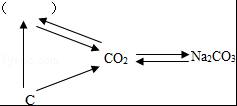 (    )
CO₂
Na₂CO₃
C